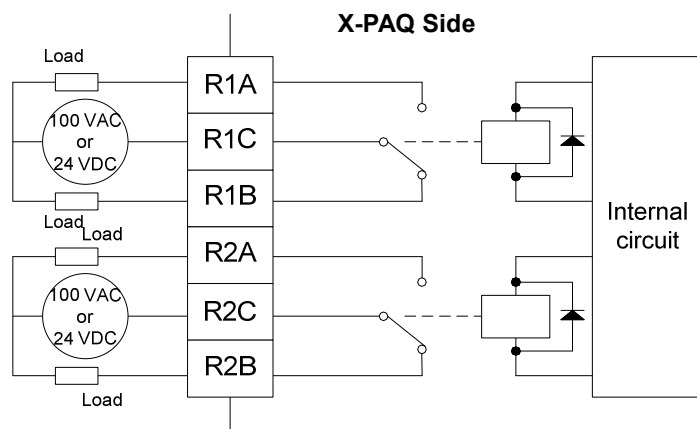 X-PAQ Side
Load
R1A
100 VAC
or
24 VDC
R1C
R1B
Load
Load
R2A
100 VAC
or
24 VDC
R2C
R2B
Load
Internal
circuit